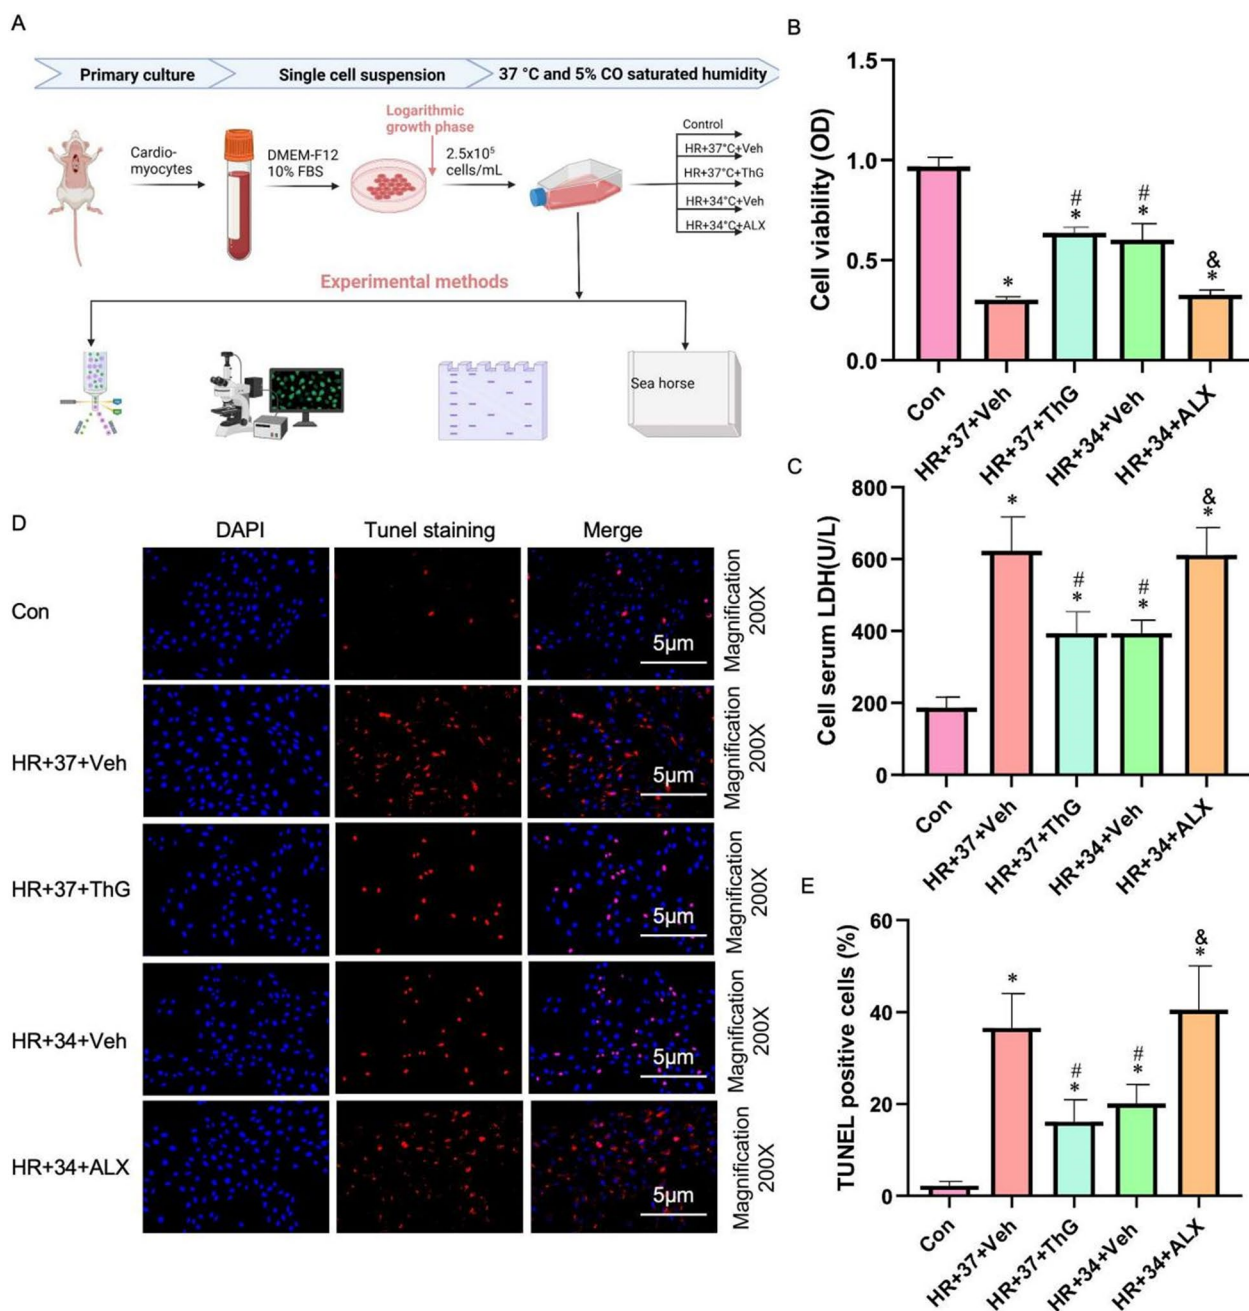 A
Primary culture
Single cell suspension
37 °C and 5% CO saturated humidity
Cardio-
myocytes
DMEM-F12
10% FBS
Logarithmic
growth phase
2.5x10⁵
cells/mL
Control
HR+37°C+Veh
HR+37°C+ThG
HR+34°C+Veh
HR+34°C+ALX
Experimental methods
Sea horse
B
Cell viability (OD)
1.5
1.0
0.5
0.0
*
#
*
#
*
&
*
Con
HR+37+Veh
HR+37+ThG
HR+34+Veh
HR+34+ALX
C
Cell serum LDH(U/L)
800
600
400
200
0
*
#
*
#
*
&
*
Con
HR+37+Veh
HR+37+ThG
HR+34+Veh
HR+34+ALX
D
DAPI
Tunel staining
Merge
Con
5μm
Magnification
200X
HR+37+Veh
5μm
Magnification
200X
HR+37+ThG
5μm
Magnification
200X
HR+34+Veh
5μm
Magnification
200X
HR+34+ALX
5μm
Magnification
200X
E
TUNEL positive cells (%)
60
40
20
0
*
#
*
#
*
&
*
Con
HR+37+Veh
HR+37+ThG
HR+34+Veh
HR+34+ALX